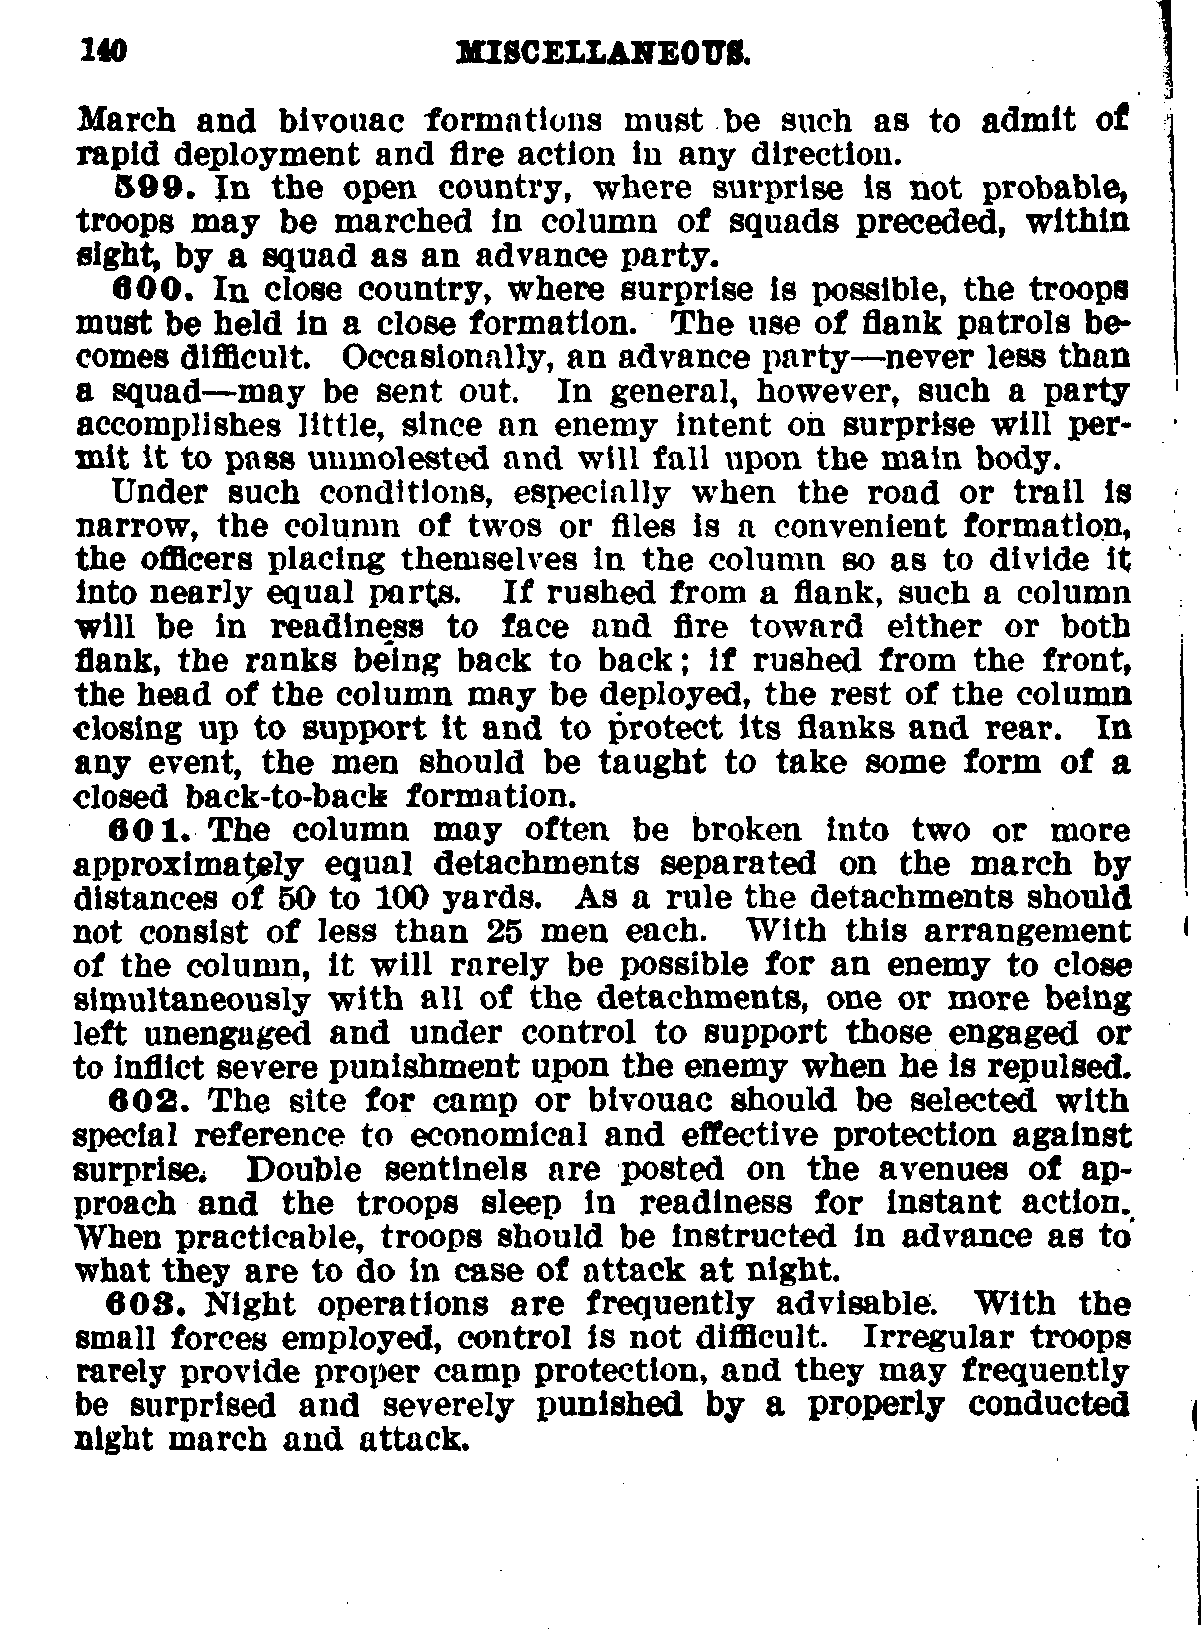 140 MISCELLANEOUS.
March and bivouac formations must be such as to admit of
rapid deployment and fire action in any direction.
599. In the open country, where surprise is not probable,
troops may be marched in column of squads preceded, within
sight, by a squad as an advance party.
600. In close country, where surprise is possible, the troops
must be held in a close formation. The use of flank patrols be-
comes difficult. Occasionally, an advance party—never less than
a squad—may be sent out. In general, however, such a party
accomplishes little, since an enemy intent on surprise will per-
mit it to pass unmolested and will fall upon the main body.
Under such conditions, especially when the road or trail is
narrow, the column of twos or files is a convenient formation,
the officers placing themselves in the column so as to divide it
into nearly equal parts. If rushed from a flank, such a column
will be in readiness to face and fire toward either or both
flank, the ranks being back to back; if rushed from the front,
the head of the column may be deployed, the rest of the column
closing up to support it and to protect its flanks and rear. In
any event, the men should be taught to take some form of a
closed back-to-back formation.
601. The column may often be broken into two or more
approximately equal detachments separated on the march by
distances of 50 to 100 yards. As a rule the detachments should
not consist of less than 25 men each. With this arrangement
of the column, it will rarely be possible for an enemy to close
simultaneously with all of the detachments, one or more being
left unengaged and under control to support those engaged or
to inflict severe punishment upon the enemy when he is repulsed.
602. The site for camp or bivouac should be selected with
special reference to economical and effective protection against
surprise. Double sentinels are posted on the avenues of ap-
proach and the troops sleep in readiness for instant action.
When practicable, troops should be instructed in advance as to
what they are to do in case of attack at night.
603. Night operations are frequently advisable. With the
small forces employed, control is not difficult. Irregular troops
rarely provide proper camp protection, and they may frequently
be surprised and severely punished by a properly conducted
night march and attack.